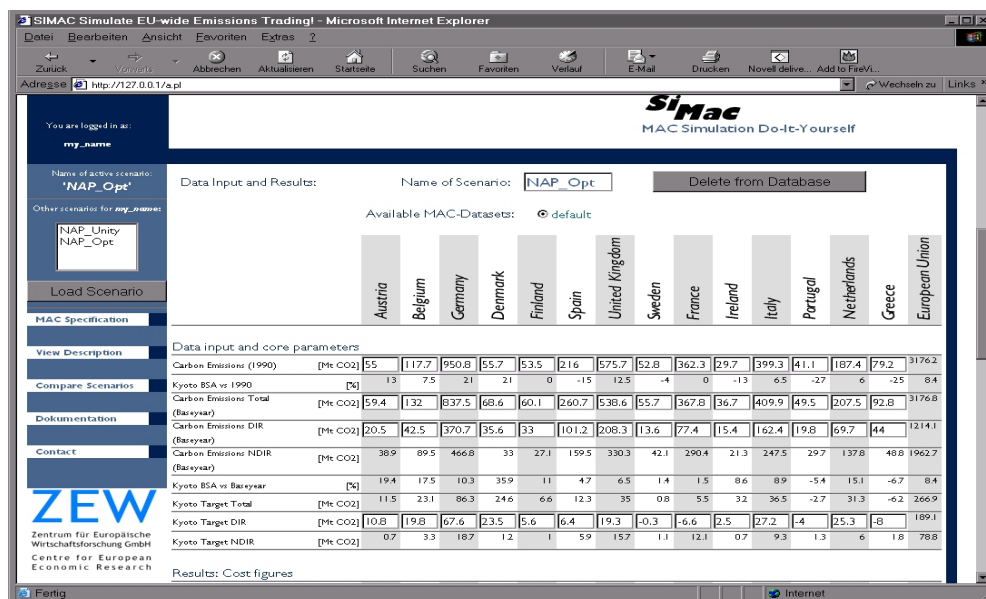 SIMAC Simulate EU-wide Emissions Trading! - Microsoft Internet Explorer
Datei Bearbeiten Ansicht Favoriten Extras ?
Zurück Vorwärts Abbrechen Aktualisieren Startseite Suchen Favoriten Verlauf E-Mail Drucken Novell delive... Add to FireVi...
Adresse http://127.0.0.1/a.pl Wechseln zu Links
SiMac
MAC Simulation Do-It-Yourself
You are logged in as:
my_name
Name of active scenario:
'NAP_Opt'
Other scenarios for my_name:
NAP_Unity
NAP_Opt
Load Scenario
MAC Specification
View Description
Compare Scenarios
Dokumentation
Contact
ZEW
Zentrum für Europäische
Wirtschaftsforschung GmbH
Centre for European
Economic Research
Data Input and Results: Name of Scenario: NAP_Opt Delete from Database
Available MAC-Datasets: default
Austria Belgium Germany Denmark Finland Spain United Kingdom Sweden France Ireland Italy Portugal Netherlands Greece European Union
Data input and core parameters
Carbon Emissions (1990) [Mt CO2] 55 117.7 950.8 55.7 53.5 216 575.7 52.8 362.3 29.7 399.3 41.1 187.4 79.2 3176.2
Kyoto BSA vs 1990 [%] 13 7.5 21 21 0 -15 12.5 -4 0 -13 6.5 -27 6 -25 8.4
Carbon Emissions Total
(Baseyear) [Mt CO2] 59.4 132 837.5 68.6 60.1 260.7 538.6 55.7 367.8 36.7 409.9 49.5 207.5 92.8 3176.8
Carbon Emissions DIR
(Baseyear) [Mt CO2] 20.5 42.5 370.7 35.6 33 101.2 208.3 13.6 77.4 15.4 162.4 19.8 69.7 44 1214.1
Carbon Emissions NDIR
(Baseyear) [Mt CO2] 38.9 89.5 466.8 33 27.1 159.5 330.3 42.1 290.4 21.3 247.5 29.7 137.8 48.8 1962.7
Kyoto BSA vs Baseyear [%] 19.4 17.5 10.3 35.9 11 4.7 6.5 1.4 1.5 8.6 8.9 -5.4 15.1 -6.7 8.4
Kyoto Target Total [Mt CO2] 11.5 23.1 86.3 24.6 6.6 12.3 35 0.8 5.5 3.2 36.5 -2.7 31.3 -6.2 266.9
Kyoto Target DIR [Mt CO2] 10.8 19.8 67.6 23.5 5.6 6.4 19.3 -0.3 -6.6 2.5 27.2 -4 25.3 -8 189.1
Kyoto Target NDIR [Mt CO2] 0.7 3.3 18.7 1.2 1 5.9 15.7 1.1 12.1 0.7 9.3 1.3 6 1.8 78.8
Results: Cost figures
Fertig Internet